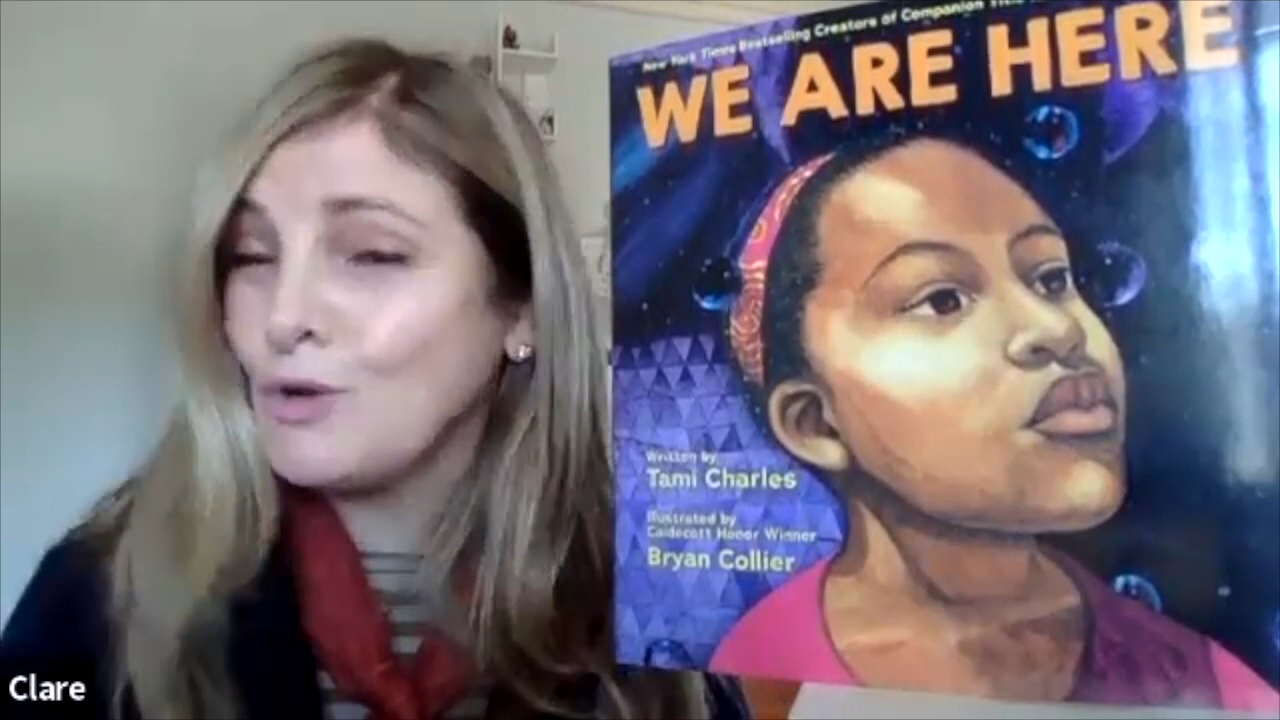 New York Times Bestselling Creators of Companion Title
WE ARE HERE
Written by
Tami Charles
Illustrated by
Caldecott Honor Winner
Bryan Collier
Clare